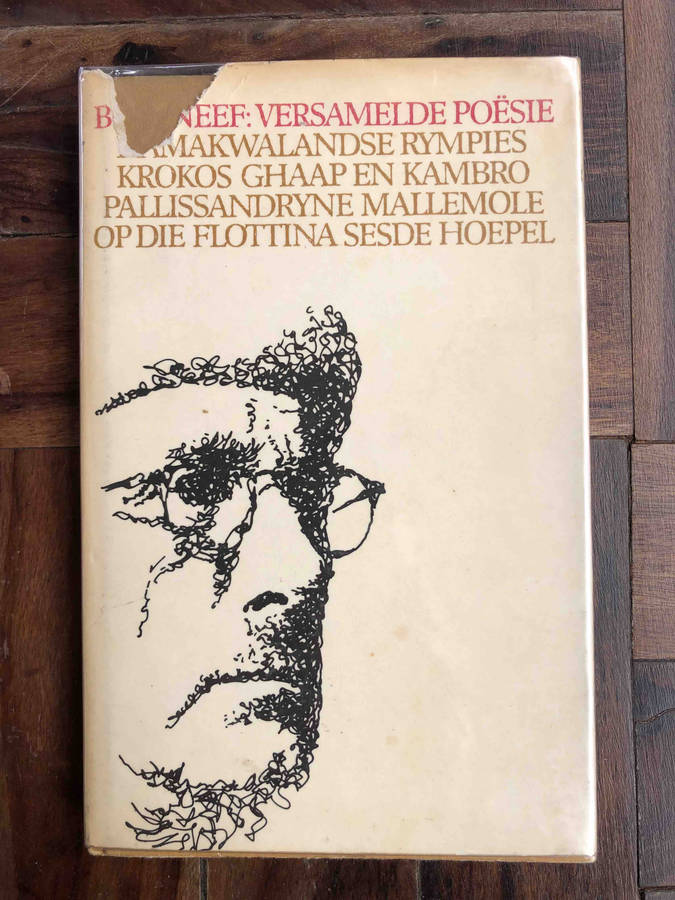 B NEEF: VERSAMELDE POËSIE
NAMAKWALANDSE RYMPIES
KROKOS GHAAP EN KAMBRO
PALLISSANDRYNE MALLEMOLE
OP DIE FLOTTINA SESDE HOEPEL